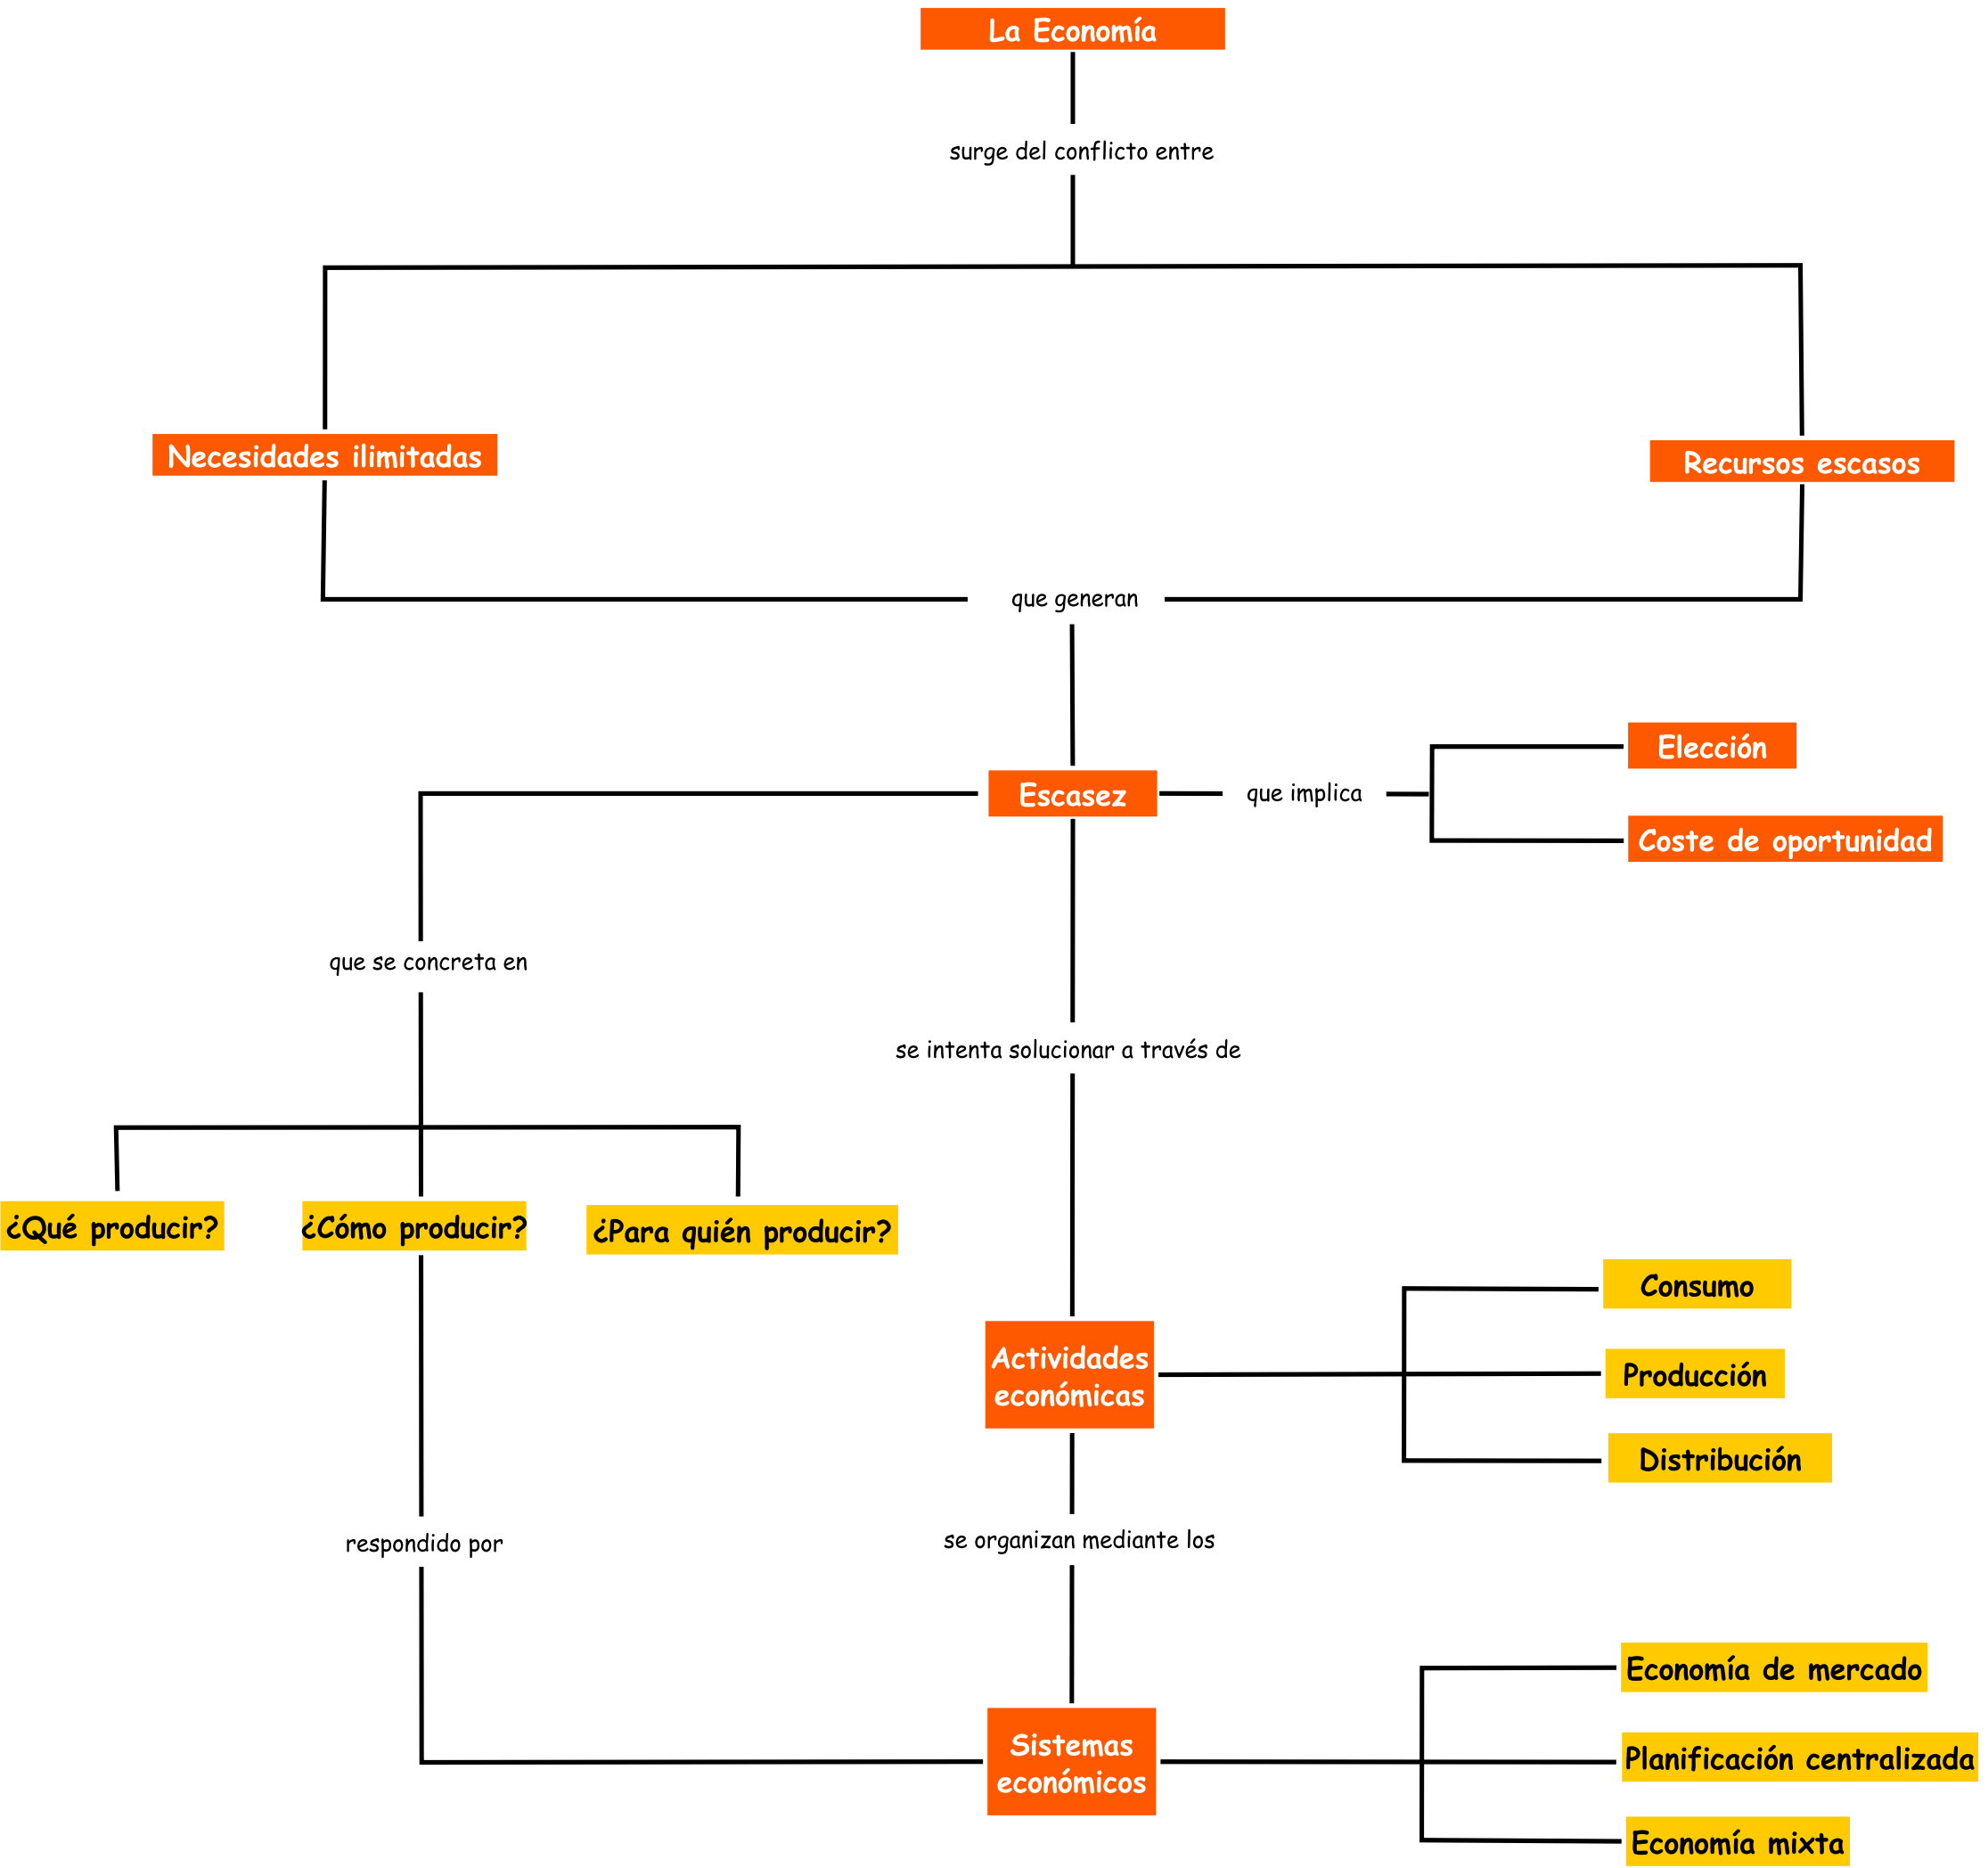 La Economía
surge del conflicto entre
Necesidades ilimitadas
Recursos escasos
que generan
Elección
Escasez
que implica
Coste de oportunidad
que se concreta en
se intenta solucionar a través de
¿Qué producir?
¿Cómo producir?
¿Para quién producir?
Consumo
Actividades
económicas
Producción
Distribución
respondido por
se organizan mediante los
Economía de mercado
Sistemas
económicos
Planificación centralizada
Economía mixta